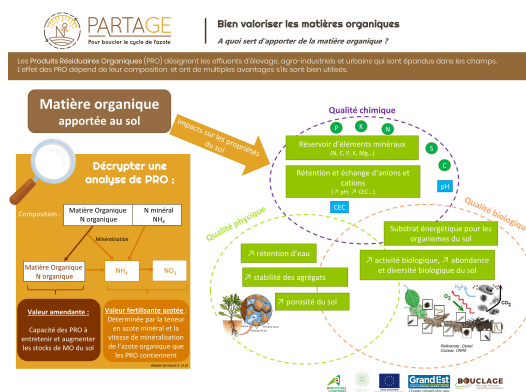 PARTAGE
Pour boucler le cycle de l'azote
Bien valoriser les matières organiques
A quoi sert d'apporter de la matière organique ?
Les Produits Résiduaires Organiques (PRO) désignent les effluents d'élevage, agro-industriels et urbains qui sont épandus dans les champs.
L'effet des PRO dépend de leur composition, et ont de multiples avantages s'ils sont bien utilisés.
Matière organique
apportée au sol
Impacts sur les propriétés
du sol
Qualité chimique
P
K
N
S
C
pH
CEC
Réservoir d'éléments minéraux
(N, C, P, K, Mg...)
Rétention et échange d'anions et
cations
(↗ pH, ↗ CEC...)
Décrypter une
analyse de PRO :
Composition :
Matière Organique
N organique
N minéral
NH₄
Minéralisation
Matière Organique
N organique
NH₄
NO₃
Valeur amendante :
Capacité des PRO à
entretenir et augmenter
les stocks de MO du sol
Valeur fertilisante azotée :
Déterminée par la teneur
en azote minéral et la
vitesse de minéralisation
de l'azote organique que
les PRO contiennent
Qualité physique
↗ rétention d'eau
↗ stabilité des agrégats
↗ porosité du sol
Qualité biologique
Substrat énergétique pour les
organismes du sol
↗ activité biologique, ↗ abondance
et diversité biologique du sol
O₂
CO₂
GrandEst
BOUCLAGE